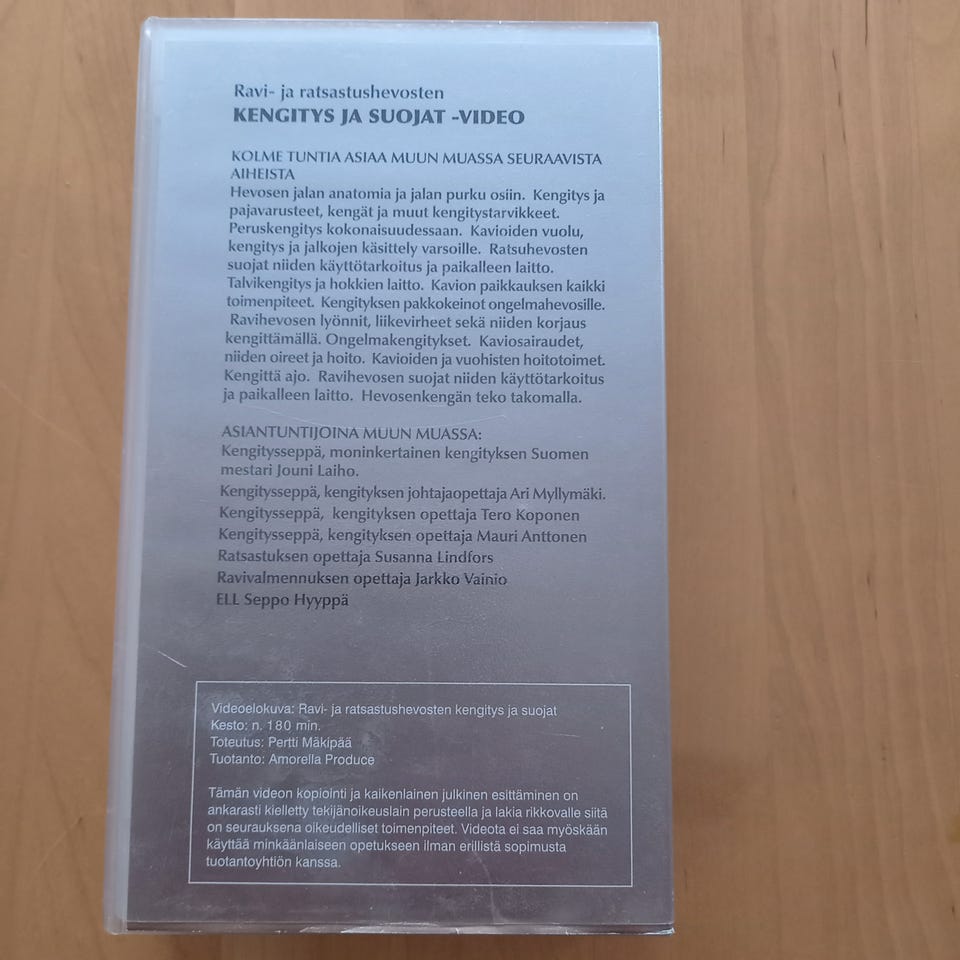 Ravi- ja ratsastushevosten
KENGITYS JA SUOJAT -VIDEO
KOLME TUNTIA ASIAA MUUN MUASSA SEURAAVISTA
AIHEISTA
Hevosen jalan anatomia ja jalan purku osiin. Kengitys ja
pajavarusteet, kengät ja muut kengitystarvikkeet.
Peruskengitys kokonaisuudessaan. Kavioiden vuolu,
kengitys ja jalkojen käsittely varsoille. Ratsuhevosten
suojat niiden käyttötarkoitus ja paikalleen laitto.
Talvikengitys ja hokkien laitto. Kavion paikkauksen kaikki
toimenpiteet. Kengityksen pakkokeinot ongelmahevosille.
Ravihevosen lyönnit, liikevirheet sekä niiden korjaus
kengittämällä. Ongelmakengitykset. Kaviosairaudet,
niiden oireet ja hoito. Kavioiden ja vuohisten hoitotoimet.
Kengittä ajo. Ravihevosen suojat niiden käyttötarkoitus
ja paikalleen laitto. Hevosenkengän teko takomalla.
ASIANTUNTIJOINA MUUN MUASSA:
Kengitysseppä, moninkertainen kengityksen Suomen
mestari Jouni Laiho.
Kengitysseppä, kengityksen johtajaopettaja Ari Myllymäki.
Kengitysseppä, kengityksen opettaja Tero Koponen
Kengitysseppä, kengityksen opettaja Mauri Anttonen
Ratsastuksen opettaja Susanna Lindfors
Ravivalmennuksen opettaja Jarkko Vainio
ELL Seppo Hyyppä
Videoelokuva: Ravi- ja ratsastushevosten kengitys ja suojat
Kesto: n. 180 min.
Toteutus: Pertti Mäkipää
Tuotanto: Amorella Produce
Tämän videon kopiointi ja kaikenlainen julkinen esittäminen on
ankarasti kielletty tekijänoikeuslain perusteella ja lakia rikkovalle siitä
on seurauksena oikeudelliset toimenpiteet. Videota ei saa myöskään
käyttää minkäänlaiseen opetukseen ilman erillistä sopimusta
tuotantoyhtiön kanssa.